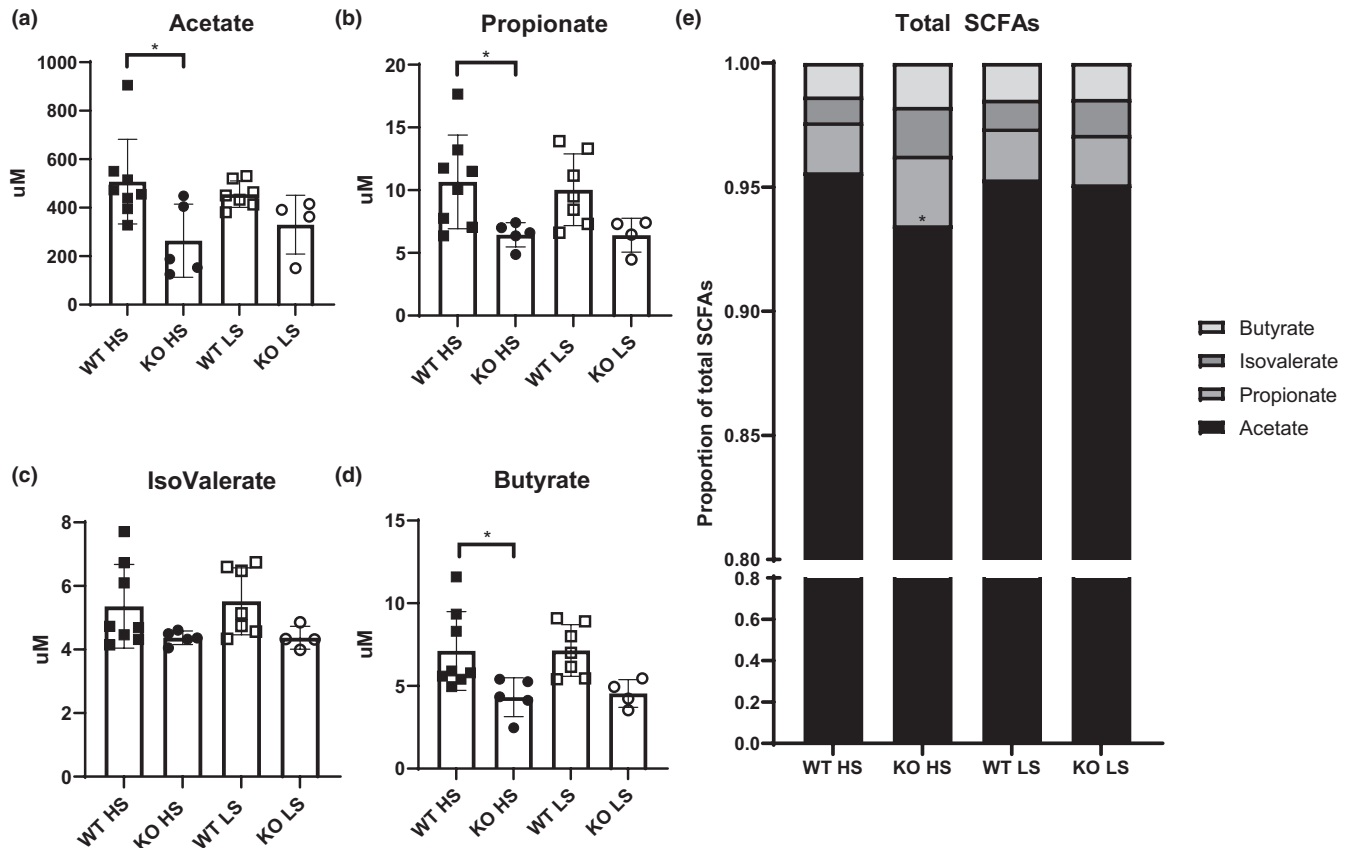 (a)
Acetate
*
1000
800
600
400
200
0
uM
WT HS
KO HS
WT LS
KO LS
(b)
Propionate
*
20
15
10
5
0
uM
WT HS
KO HS
WT LS
KO LS
(c)
IsoValerate
8
6
4
2
0
uM
WT HS
KO HS
WT LS
KO LS
(d)
Butyrate
*
15
10
5
0
uM
WT HS
KO HS
WT LS
KO LS
(e)
Total SCFAs
1.00
0.95
0.90
0.85
0.80
0.8
0.6
0.4
0.2
0.0
Proportion of total SCFAs
*
WT HS
KO HS
WT LS
KO LS
Butyrate
Isovalerate
Propionate
Acetate